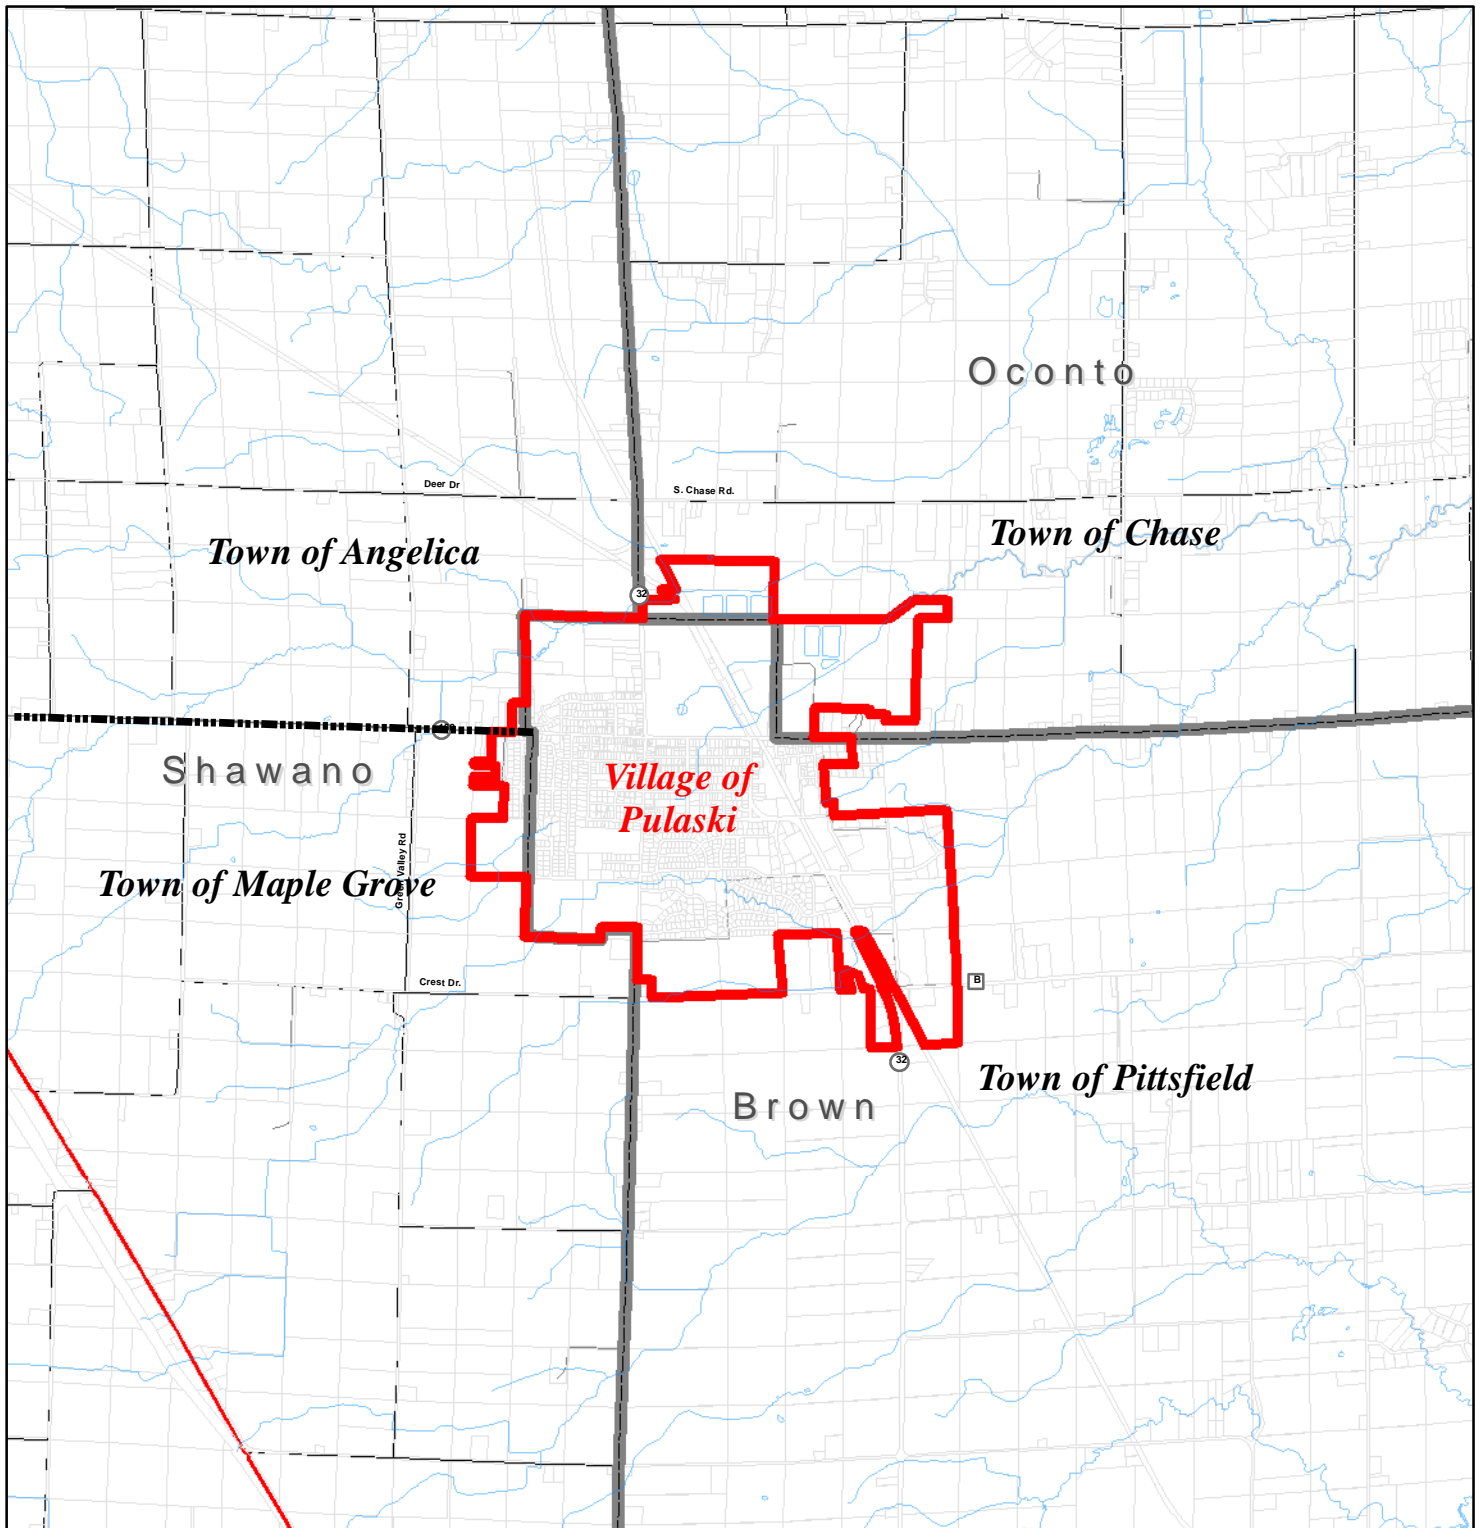 Oconto
Deer Dr
S. Chase Rd.
Town of Chase
Town of Angelica
32
Shawano
Village of
Pulaski
Green Valley Rd
Town of Maple Grove
Crest Dr.
B
32
Town of Pittsfield
Brown